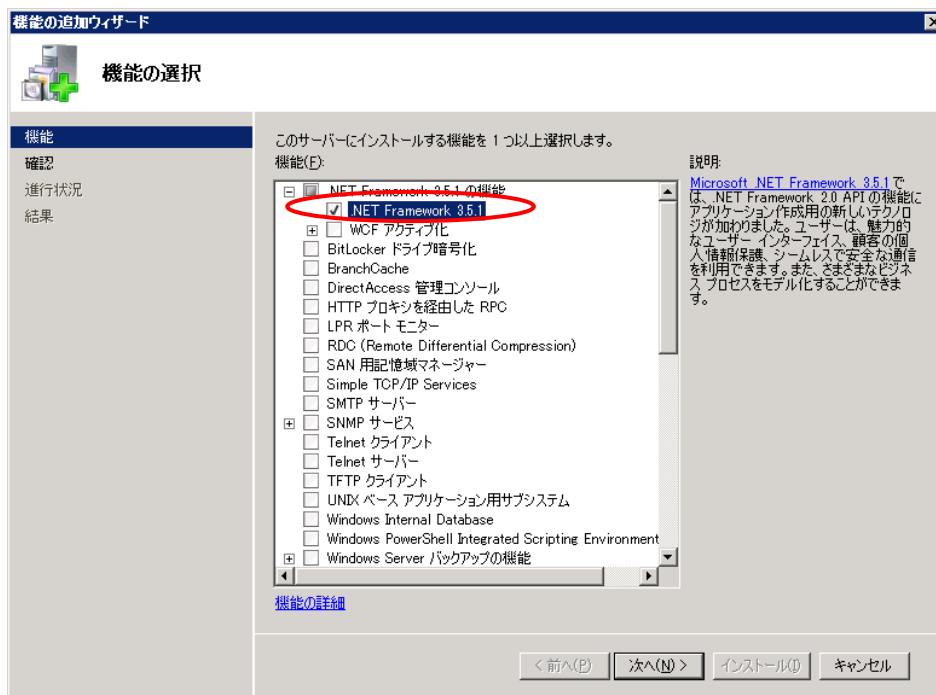 機能の追加ウィザード
機能の選択
機能
確認
進行状況
結果
このサーバーにインストールする機能を 1 つ以上選択します。
機能(F):
.NET Framework 3.5.1 の機能
.NET Framework 3.5.1
WCF アクティブ化
BitLocker ドライブ暗号化
BranchCache
DirectAccess 管理コンソール
HTTP プロキシを経由した RPC
LPR ポート モニター
RDC (Remote Differential Compression)
SAN 用記憶域マネージャー
Simple TCP/IP Services
SMTP サーバー
SNMP サービス
Telnet クライアント
Telnet サーバー
TFTP クライアント
UNIX ベース アプリケーション用サブシステム
Windows Internal Database
Windows PowerShell Integrated Scripting Environment
Windows Server バックアップの機能
機能の詳細
説明:
Microsoft .NET Framework 3.5.1 で
は、.NET Framework 2.0 API の機能に
アプリケーション作成用の新しいテクノロ
ジが加わりました。ユーザーは、魅力的
なユーザー インターフェイス、顧客の個
人情報保護、シームレスで安全な通信
を利用できます。また、さまざまなビジネ
ス プロセスをモデル化することができま
す。
< 前へ(P)
次へ(N) >
インストール(I)
キャンセル